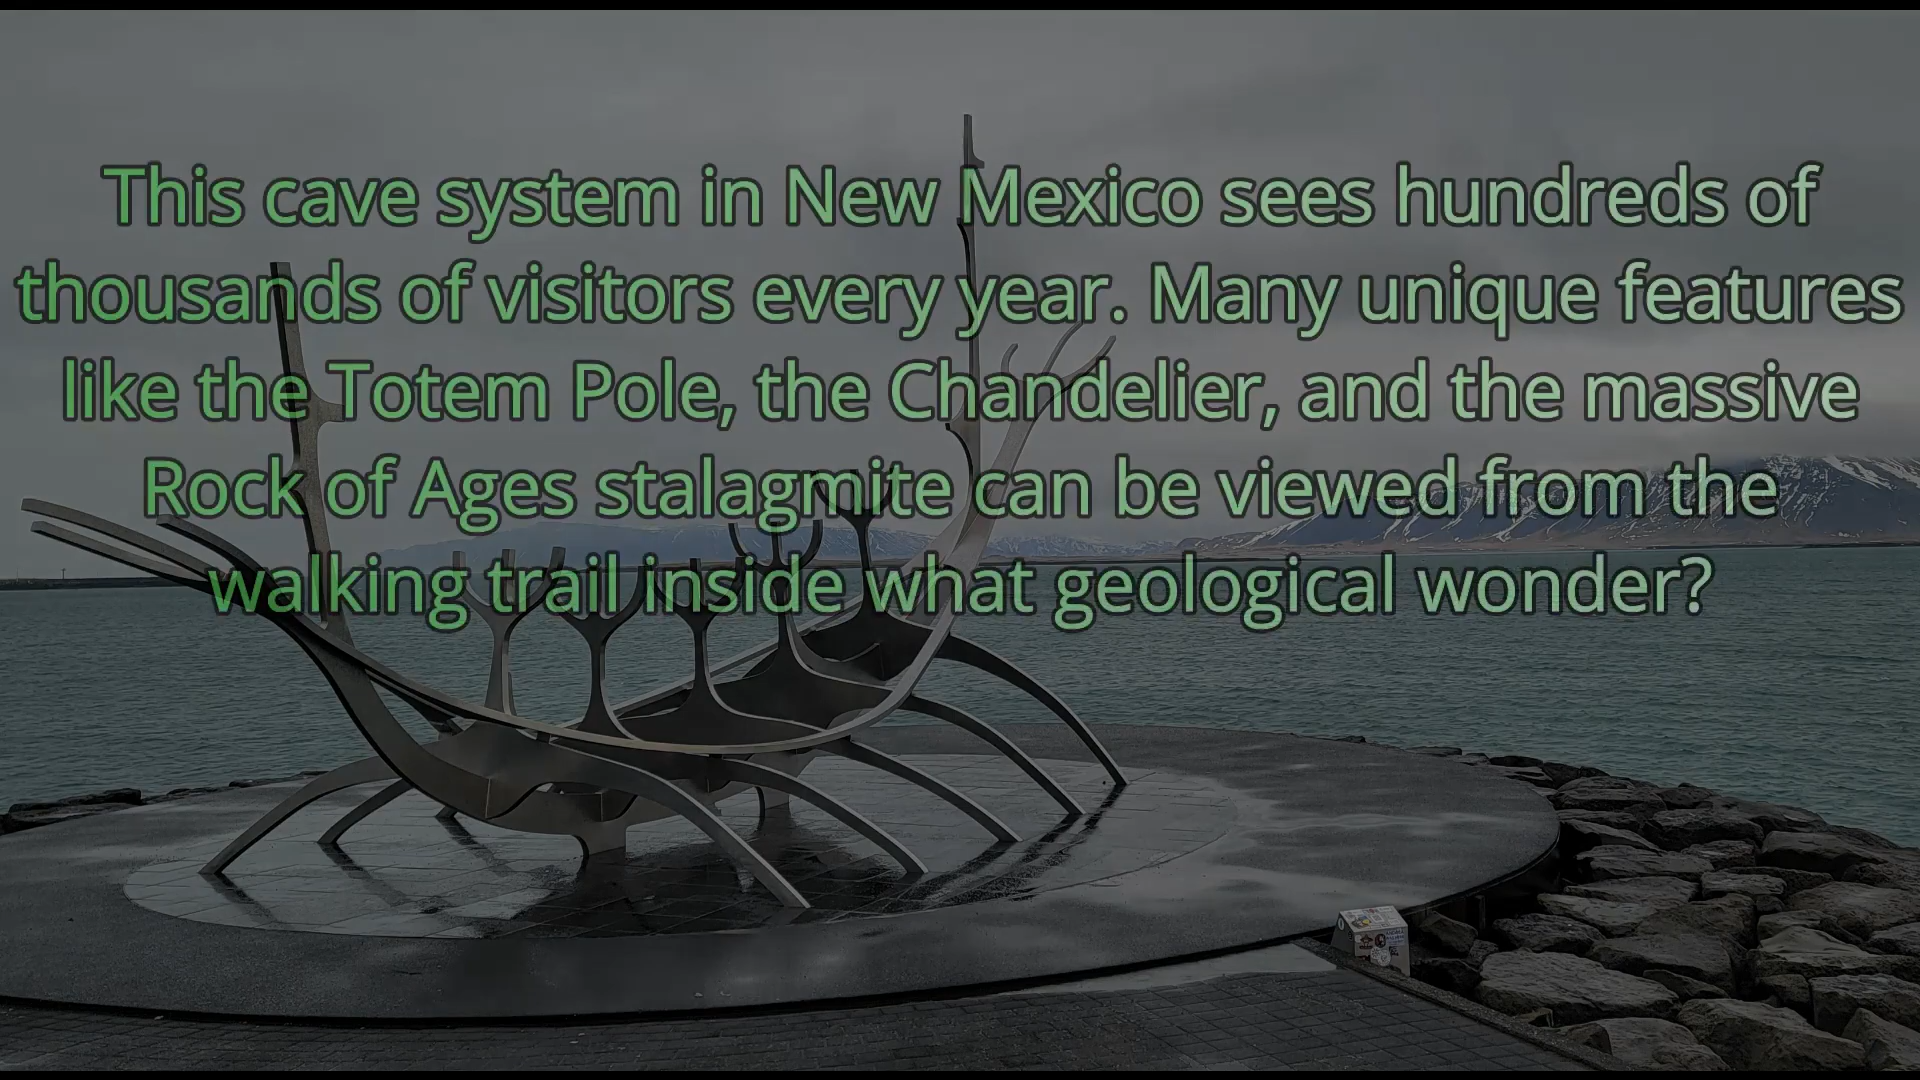 This cave system in New Mexico sees hundreds of
thousands of visitors every year. Many unique features
like the Totem Pole, the Chandelier, and the massive
Rock of Ages stalagmite can be viewed from the
walking trail inside what geological wonder?